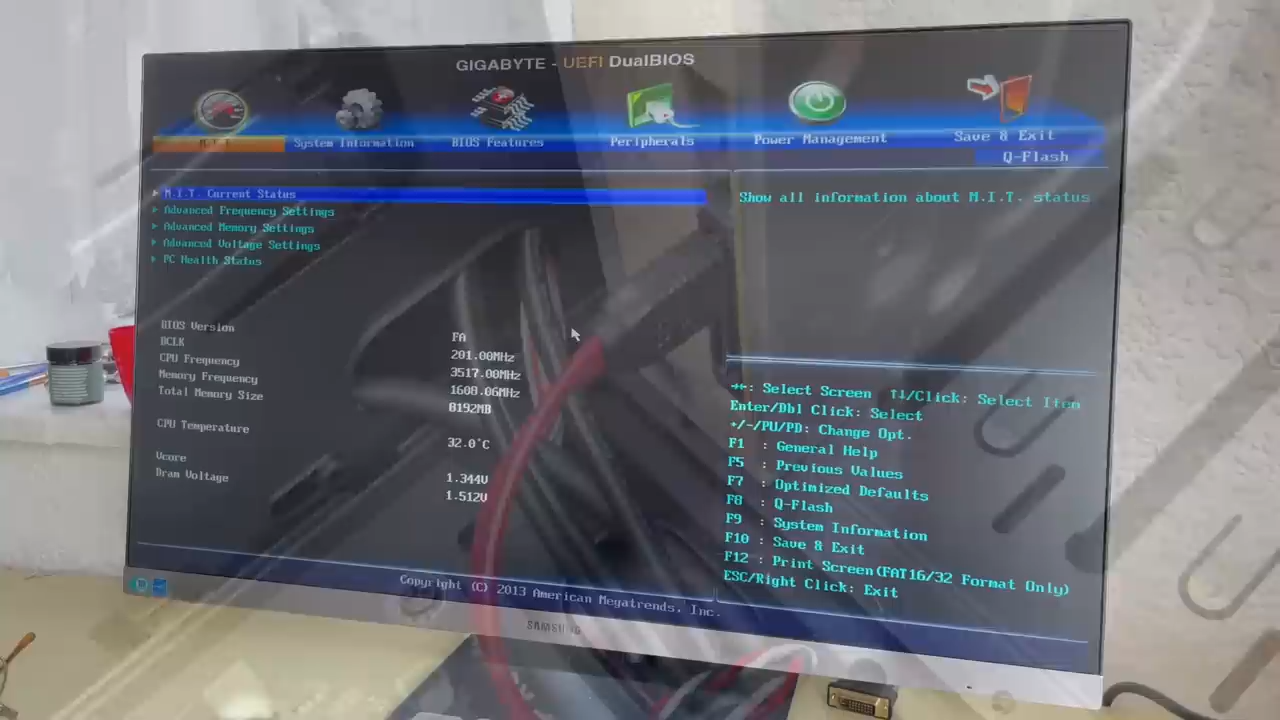 GIGABYTE - UEFI DualBIOS
M.I.T. System Information BIOS Features Peripherals Power Management Save & Exit
Q-Flash
M.I.T. Current Status
Advanced Frequency Settings
Advanced Memory Settings
Advanced Voltage Settings
PC Health Status
Show all information about M.I.T. status
BIOS Version FA
BCLK 201.00MHz
CPU Frequency 3517.00MHz
Memory Frequency 1608.06MHz
Total Memory Size 8192MB
CPU Temperature 32.0°C
Vcore 1.344V
Dram Voltage 1.512V
→←: Select Screen ↑↓/Click: Select Item
Enter/Dbl Click: Select
+/-/PU/PD: Change Opt.
F1 : General Help
F5 : Previous Values
F7 : Optimized Defaults
F8 : Q-Flash
F9 : System Information
F10 : Save & Exit
F12 : Print Screen(FAT16/32 Format Only)
ESC/Right Click: Exit
Copyright (C) 2013 American Megatrends, Inc.
SAMSUNG